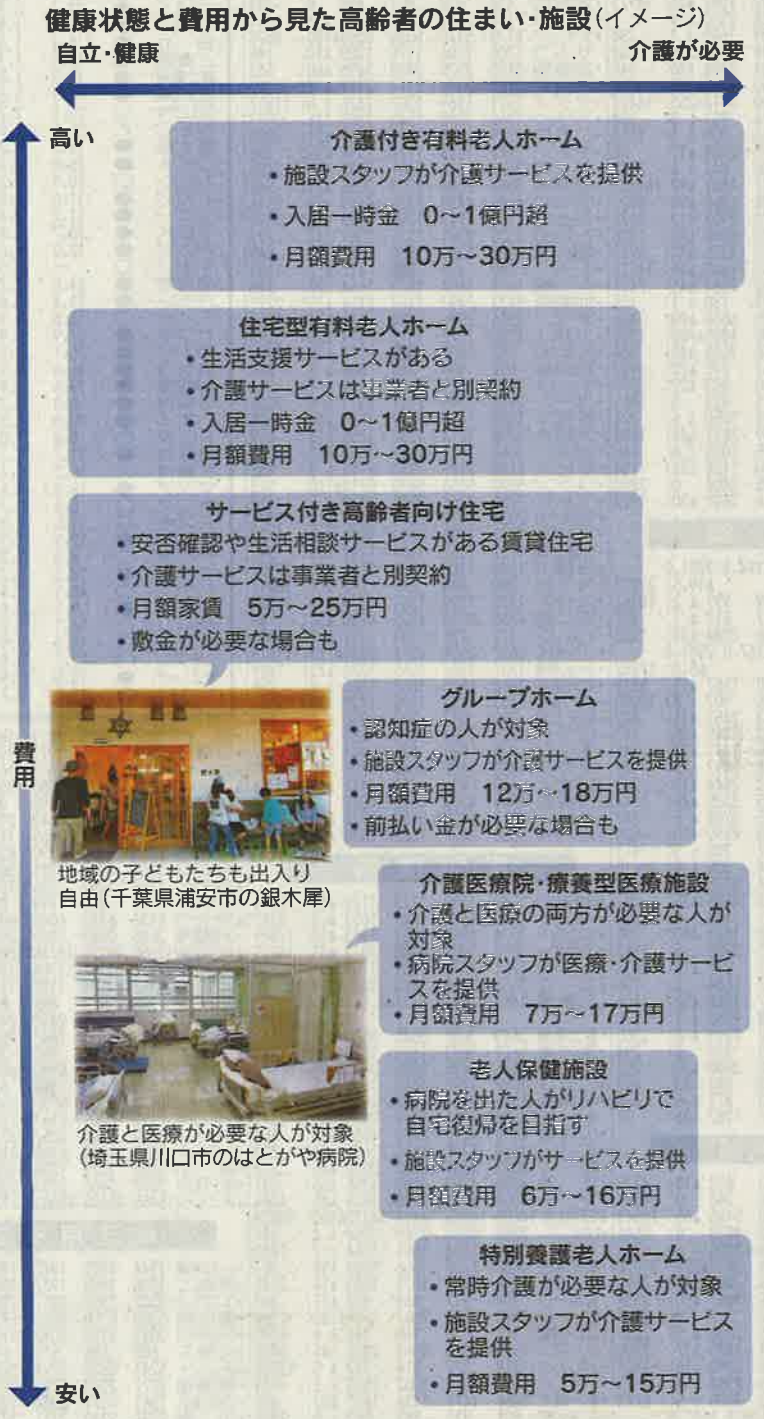 健康状態と費用から見た高齢者の住まい・施設(イメージ)
自立・健康
介護が必要
高い
介護付き有料老人ホーム
・施設スタッフが介護サービスを提供
・入居一時金 0〜1億円超
・月額費用 10万〜30万円
住宅型有料老人ホーム
・生活支援サービスがある
・介護サービスは事業者と別契約
・入居一時金 0〜1億円超
・月額費用 10万〜30万円
サービス付き高齢者向け住宅
・安否確認や生活相談サービスがある賃貸住宅
・介護サービスは事業者と別契約
・月額家賃 5万〜25万円
・敷金が必要な場合も
費用
グループホーム
・認知症の人が対象
・施設スタッフが介護サービスを提供
・月額費用 12万〜18万円
・前払い金が必要な場合も
地域の子どもたちも出入り
自由(千葉県浦安市の銀木犀)
介護医療院・療養型医療施設
・介護と医療の両方が必要な人が
対象
・病院スタッフが医療・介護サービ
スを提供
・月額費用 7万〜17万円
介護と医療が必要な人が対象
(埼玉県川口市のはとがや病院)
老人保健施設
・病院を出た人がリハビリで
自宅復帰を目指す
・施設スタッフがサービスを提供
・月額費用 6万〜16万円
特別養護老人ホーム
・常時介護が必要な人が対象
・施設スタッフが介護サービス
を提供
・月額費用 5万〜15万円
安い